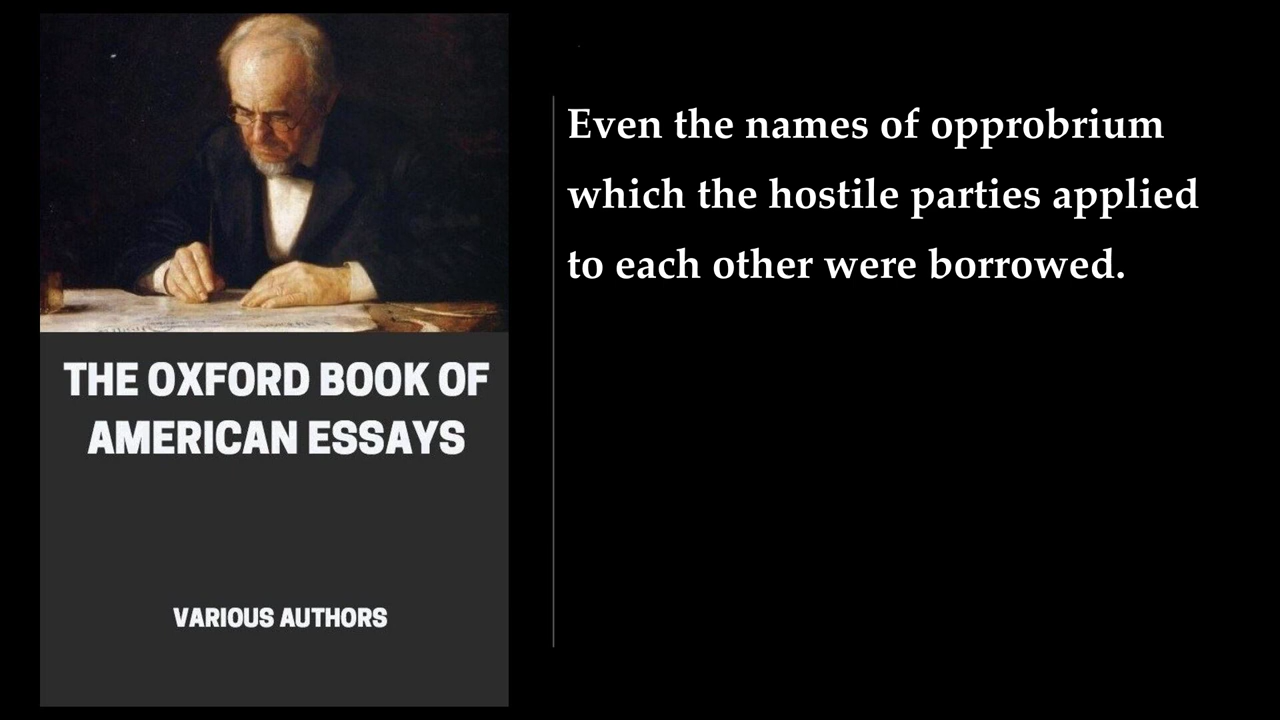 THE OXFORD BOOK OF
AMERICAN ESSAYS
VARIOUS AUTHORS
Even the names of opprobrium
which the hostile parties applied
to each other were borrowed.